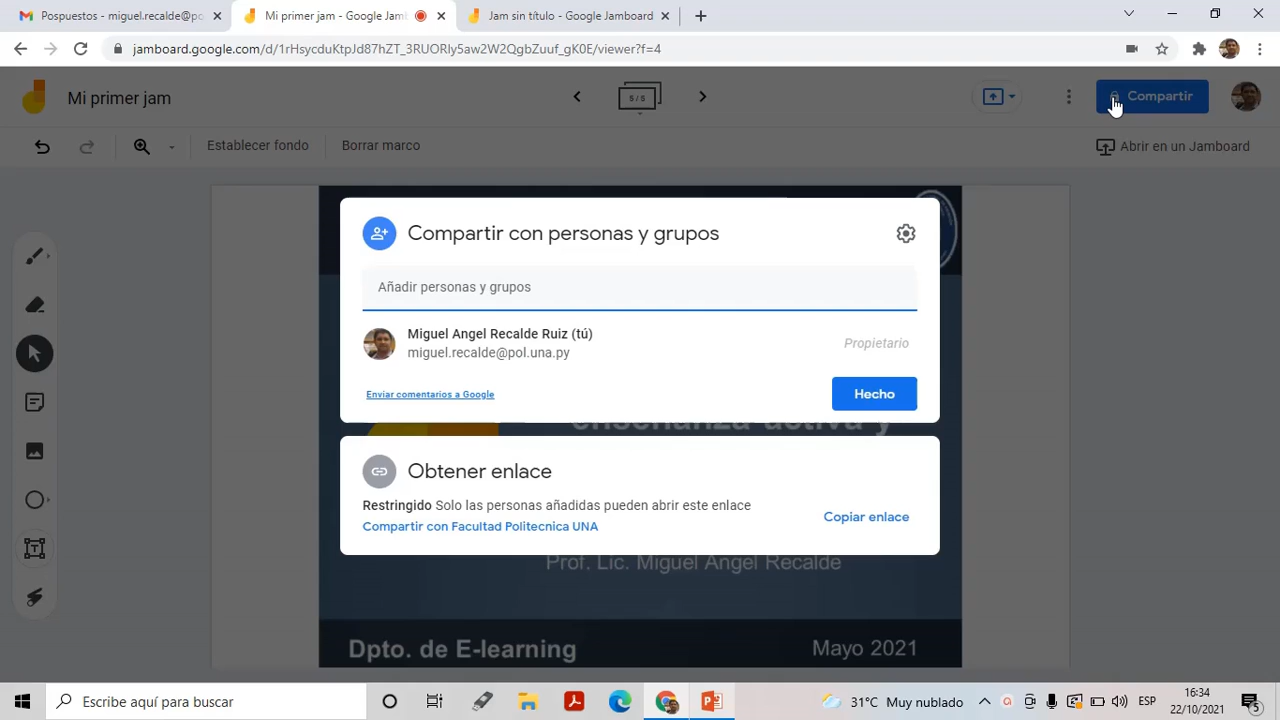 Pospuestos - miguel.recalde@po
Mi primer jam - Google Jamb
Jam sin título - Google Jamboard
jamboard.google.com/d/1rHsycduKtpJd87hZT_3RUORly5aw2W2QgbZuuf_gK0E/viewer?f=4
Mi primer jam
5 / 5
Compartir
Establecer fondo
Borrar marco
Abrir en un Jamboard
Compartir con personas y grupos
Añadir personas y grupos
Miguel Angel Recalde Ruiz (tú)
miguel.recalde@pol.una.py
Propietario
Enviar comentarios a Google
Hecho
enseñanza activa y
Obtener enlace
Restringido Solo las personas añadidas pueden abrir este enlace
Compartir con Facultad Politecnica UNA
Copiar enlace
Prof. Lic. Miguel Angel Recalde
Dpto. de E-learning
Mayo 2021
Escribe aquí para buscar
31°C Muy nublado
ESP
16:34
22/10/2021
5